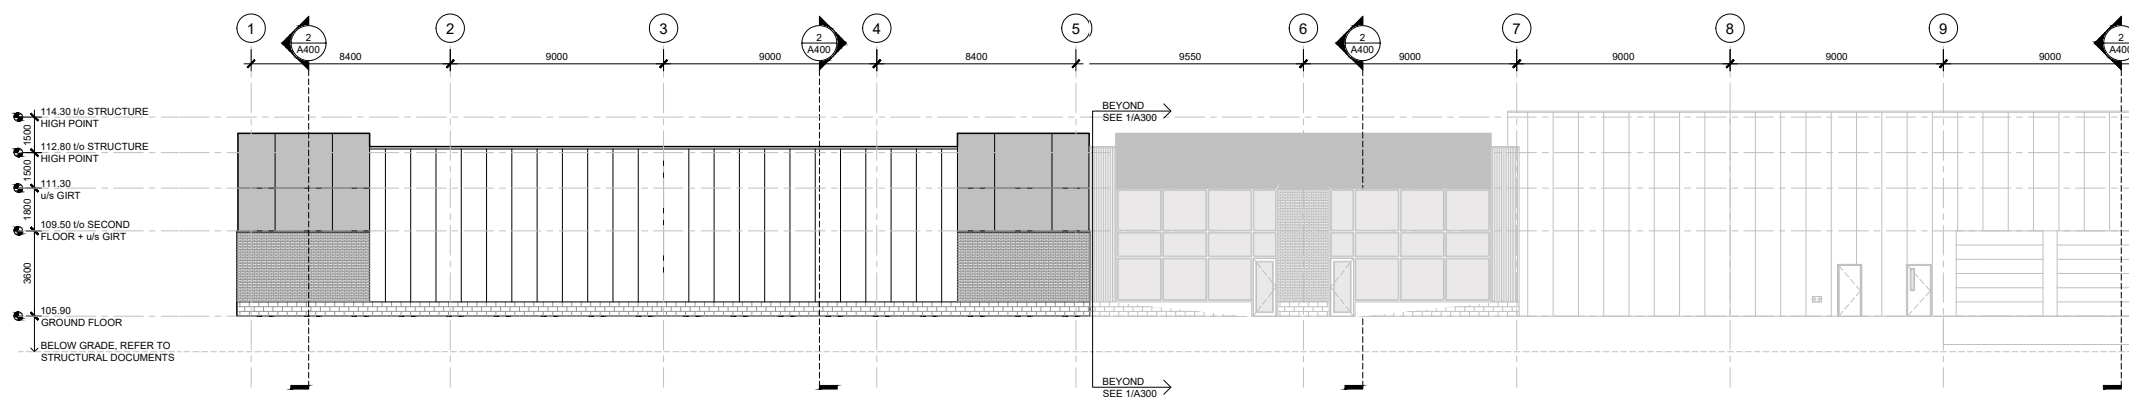 1
2
3
4
5
6
7
8
9
2
A400
2
A400
2
A400
2
A400
8400
9000
9000
8400
9550
9000
9000
9000
9000
114.30 t/o STRUCTURE
HIGH POINT
1500
112.80 t/o STRUCTURE
HIGH POINT
1500
111.30
u/s GIRT
1800
109.50 t/o SECOND
FLOOR + u/s GIRT
3600
105.90
GROUND FLOOR
BELOW GRADE, REFER TO
STRUCTURAL DOCUMENTS
BEYOND
SEE 1/A300
BEYOND
SEE 1/A300